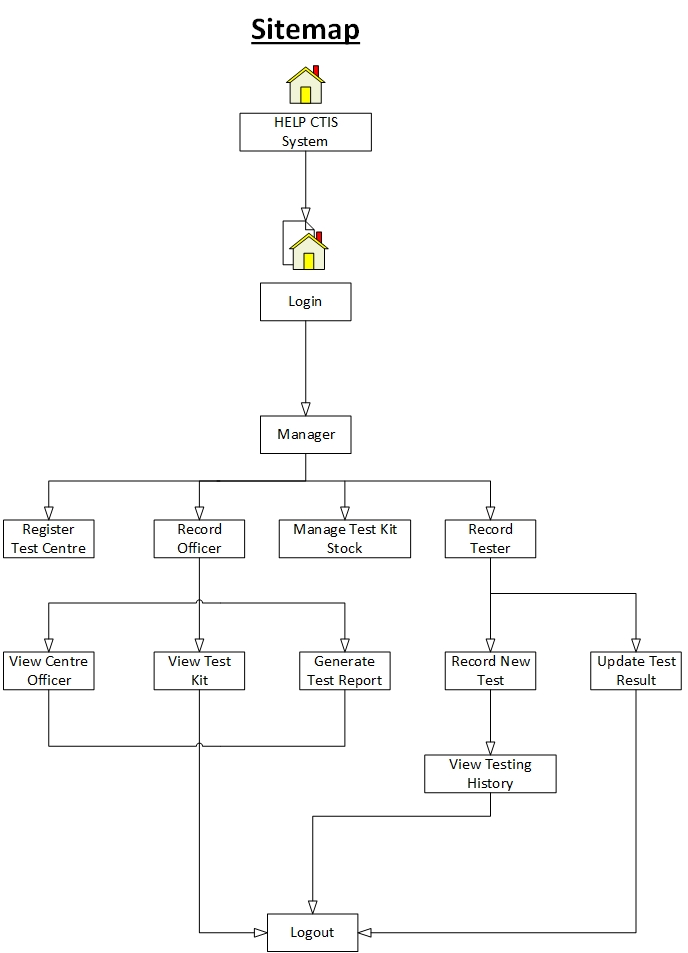 Sitemap
HELP CTIS
System
Login
Manager
Register
Test Centre
Record
Officer
Manage Test Kit
Stock
Record
Tester
View Centre
Officer
View Test
Kit
Generate
Test Report
Record New
Test
Update Test
Result
View Testing
History
Logout